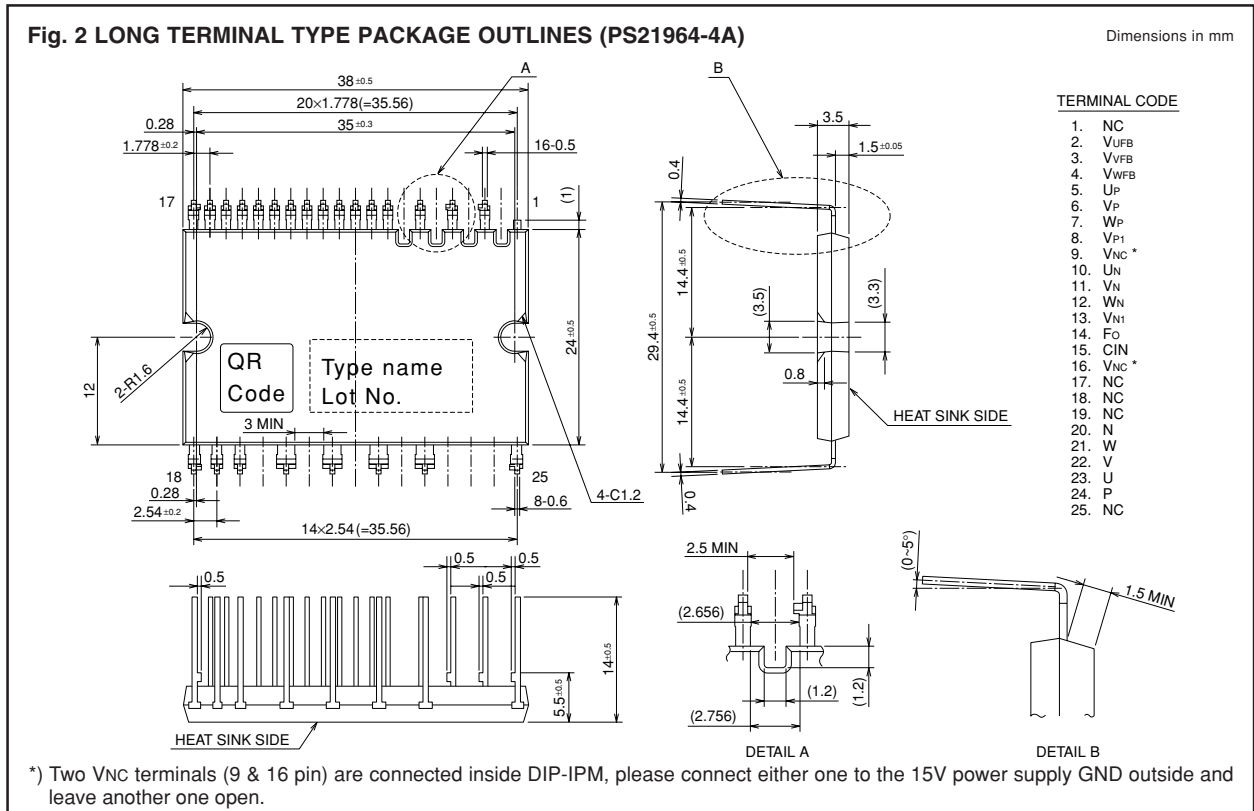 Fig. 2 LONG TERMINAL TYPE PACKAGE OUTLINES (PS21964-4A)
Dimensions in mm
A
B
38 ±0.5
20×1.778(=35.56)
35 ±0.3
0.28
1.778 ±0.2
16-0.5
17
1
(1)
QR
Code
Type name
Lot No.
2-R1.6
12
24 ±0.5
3 MIN
18
25
0.28
2.54 ±0.2
14×2.54 (=35.56)
8-0.6
4-C1.2
3.5
1.5 ±0.05
0.4
14.4 ±0.5
29.4 ±0.5
(3.5)
(3.3)
0.8
14.4 ±0.5
0.4
HEAT SINK SIDE
TERMINAL CODE
1. NC
2. VUFB
3. VVFB
4. VWFB
5. UP
6. VP
7. WP
8. VP1
9. VNC *
10. UN
11. VN
12. WN
13. VN1
14. FO
15. CIN
16. VNC *
17. NC
18. NC
19. NC
20. N
21. W
22. V
23. U
24. P
25. NC
0.5
0.5
0.5
0.5
14 ±0.5
5.5 ±0.5
HEAT SINK SIDE
2.5 MIN
(2.656)
(1.2)
(1.2)
(2.756)
DETAIL A
(0~5°)
1.5 MIN
DETAIL B
*) Two VNC terminals (9 & 16 pin) are connected inside DIP-IPM, please connect either one to the 15V power supply GND outside and
leave another one open.